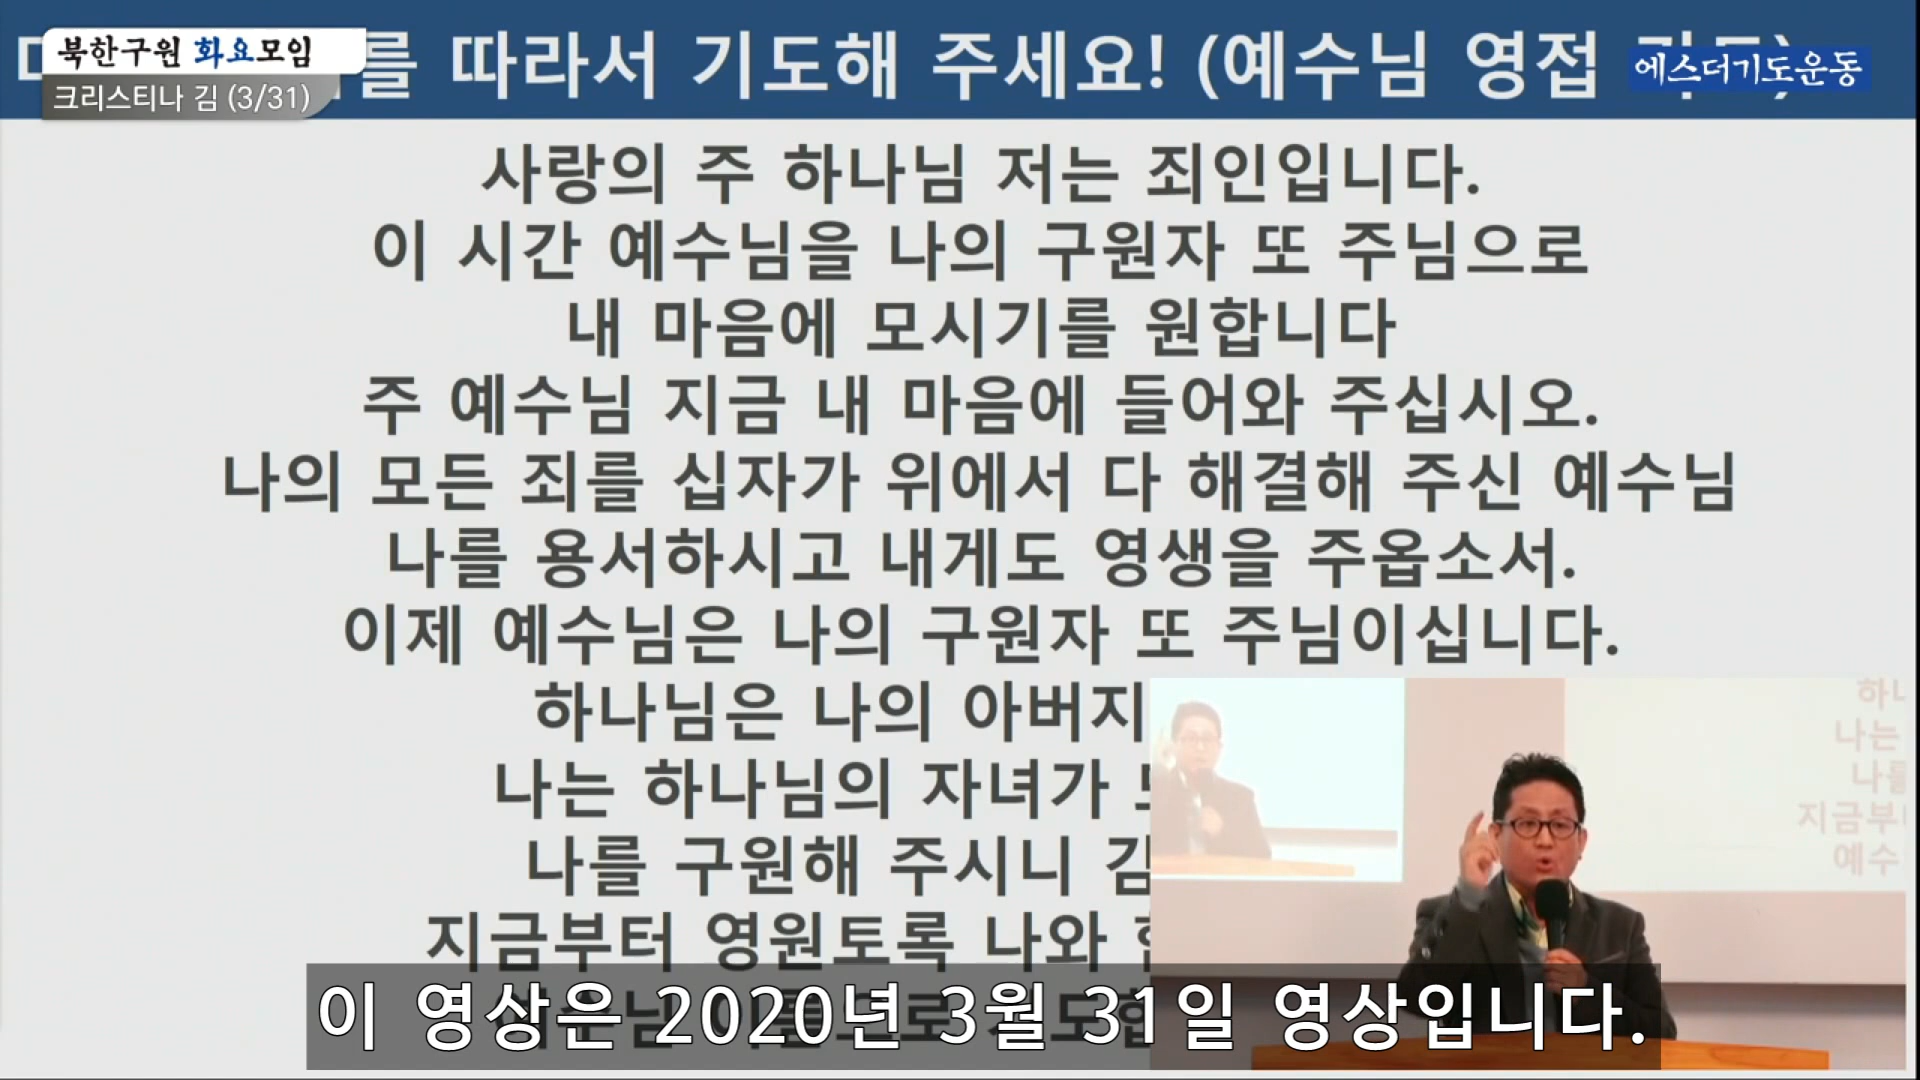 북한구원 화요모임
크리스티나 김 (3/31)
를 따라서 기도해 주세요! (예수님 영접
에스더기도운동
사랑의 주 하나님 저는 죄인입니다.
이 시간 예수님을 나의 구원자 또 주님으로
내 마음에 모시기를 원합니다
주 예수님 지금 내 마음에 들어와 주십시오.
나의 모든 죄를 십자가 위에서 다 해결해 주신 예수님
나를 용서하시고 내게도 영생을 주옵소서.
이제 예수님은 나의 구원자 또 주님이십니다.
하나님은 나의 아버지
나는 하나님의 자녀가
나를 구원해 주시니
지금부터 영원토록 나와
하나
나는
나를
지금부
예수
이 영상은 2020년 3월 31일 영상입니다.